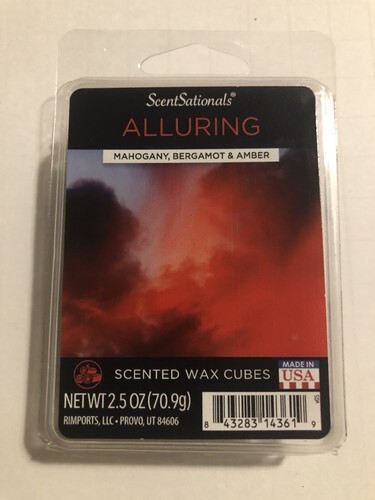 ScentSationals®
ALLURING
MAHOGANY, BERGAMOT & AMBER
SCENTED WAX CUBES
MADE IN
USA
NET WT 2.5 OZ (70.9g)
RIMPORTS, LLC • PROVO, UT 84606
8 43283 14361 9